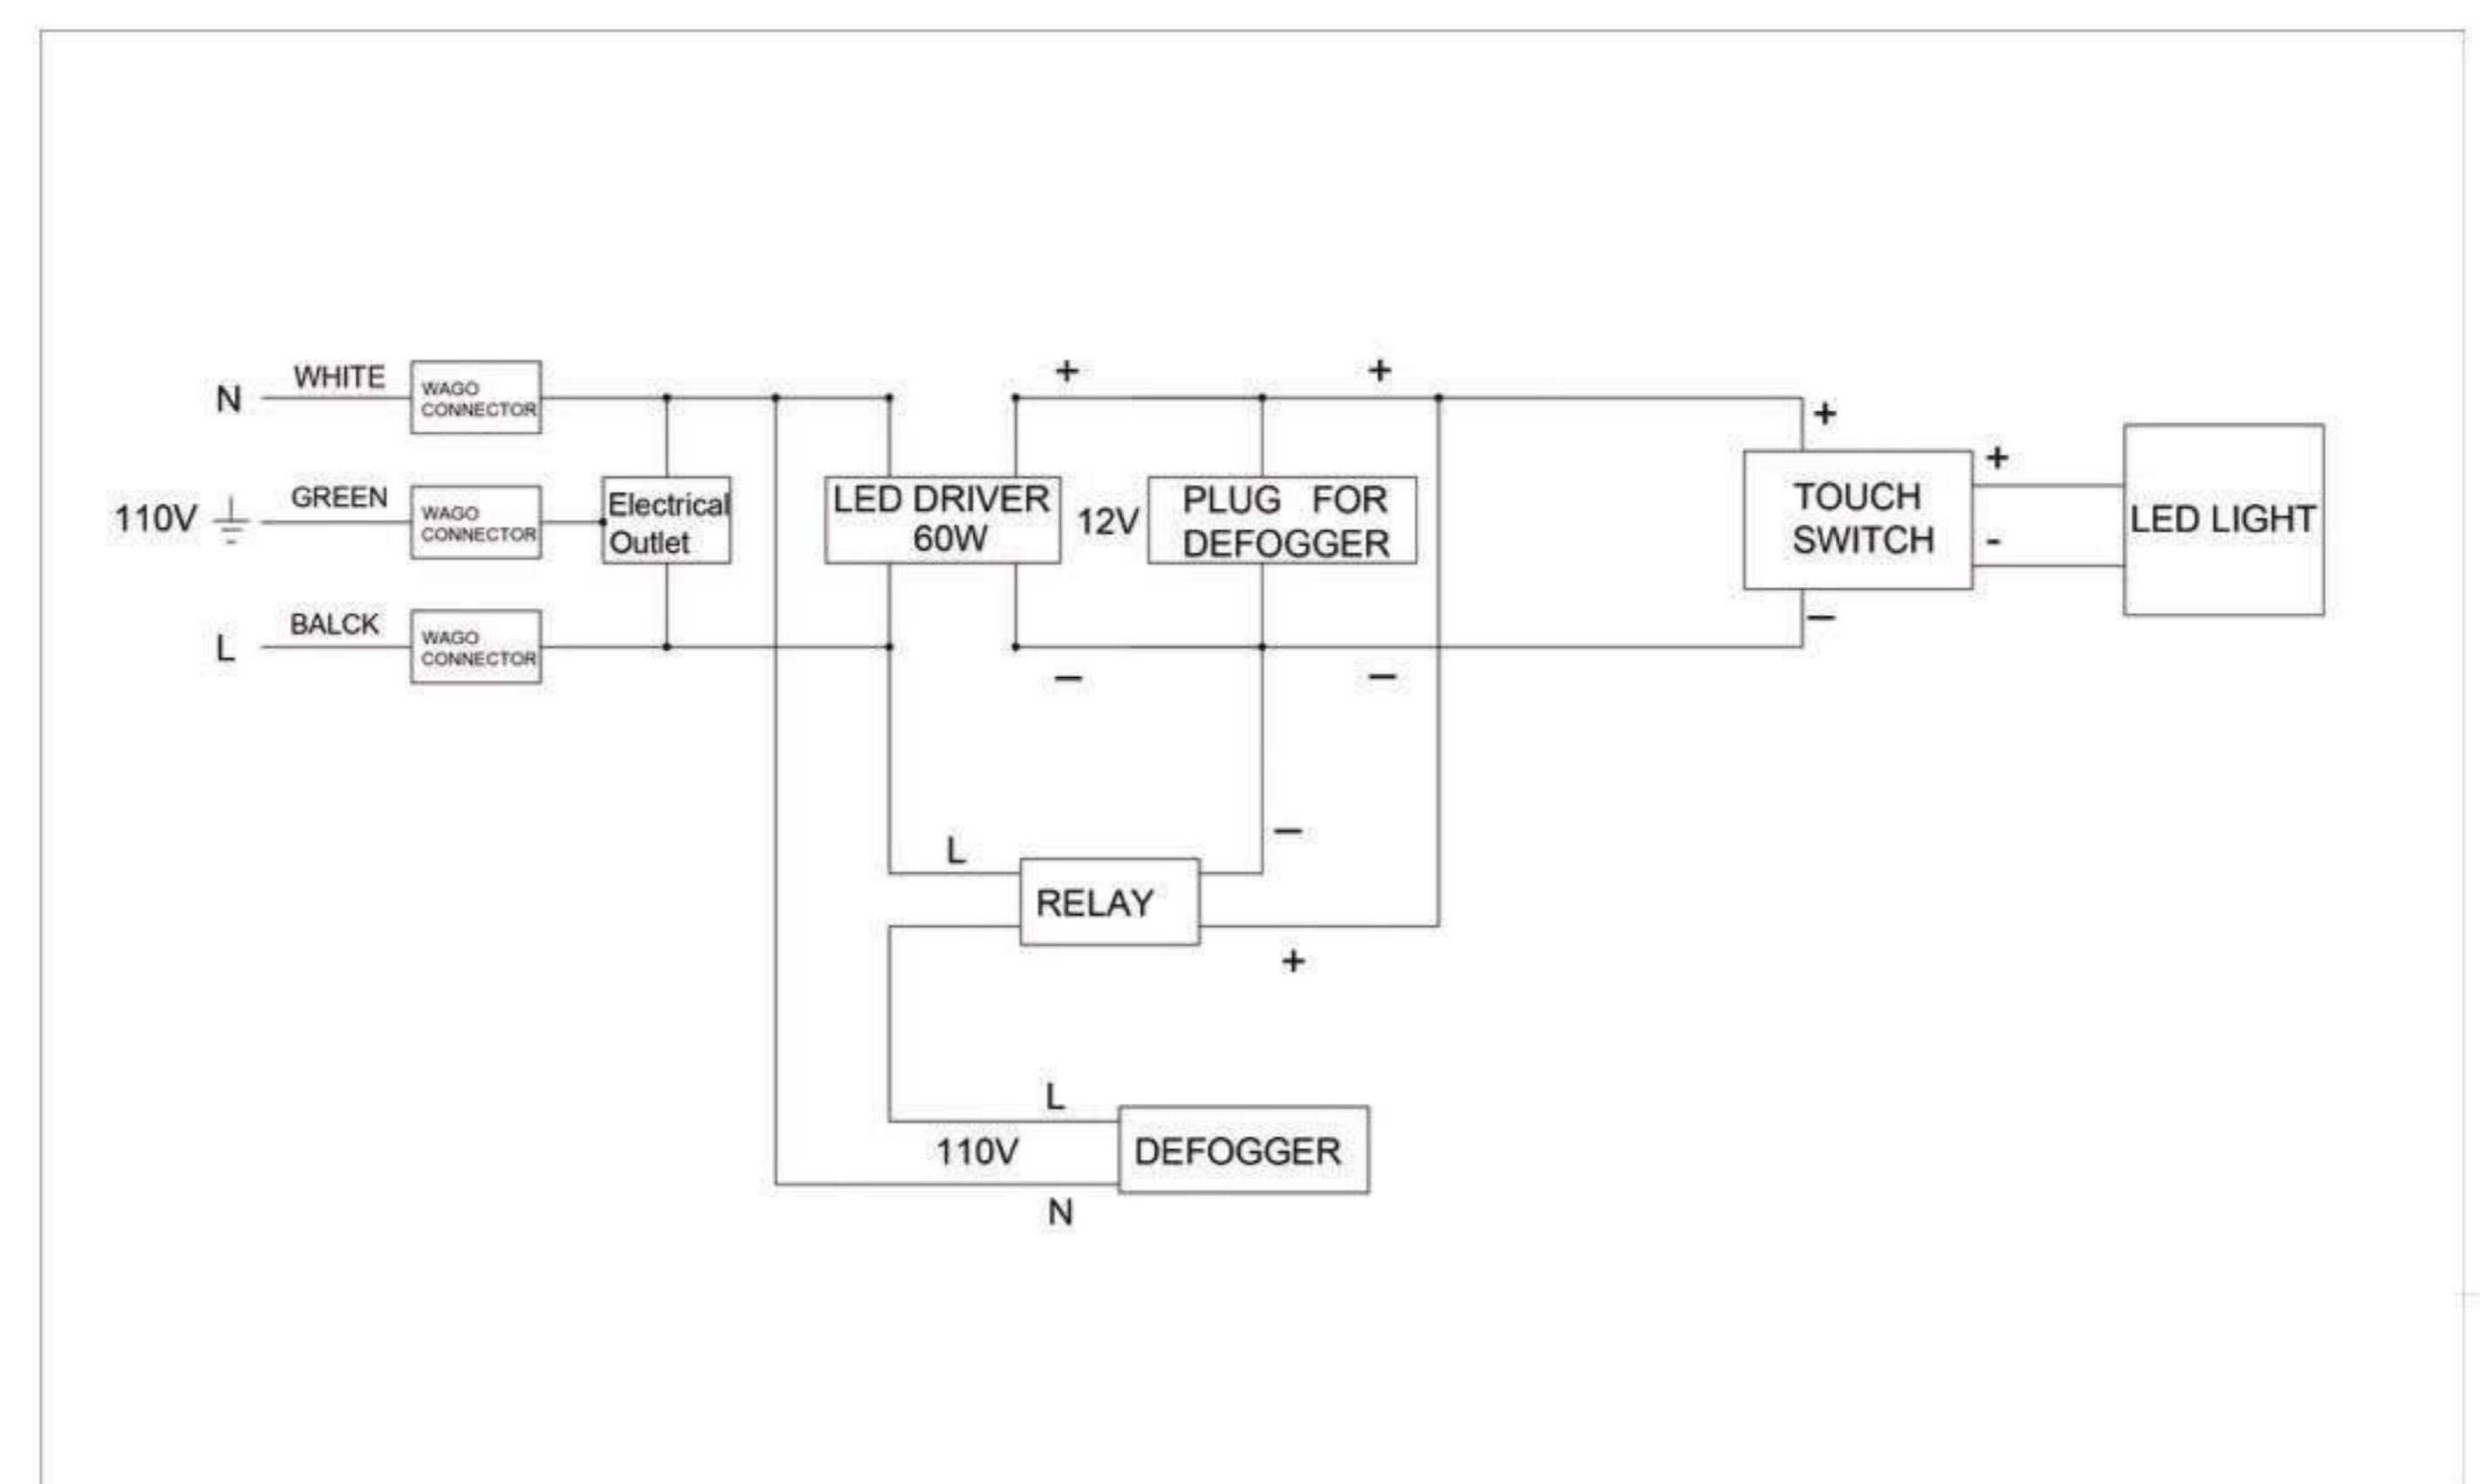 N
WHITE
WAGO
CONNECTOR
+
+
+
110V
GREEN
WAGO
CONNECTOR
Electrical
Outlet
LED DRIVER
60W
12V
PLUG FOR
DEFOGGER
TOUCH
SWITCH
+
-
LED LIGHT
L
BALCK
WAGO
CONNECTOR
–
–
–
L
RELAY
–
+
L
110V
DEFOGGER
N